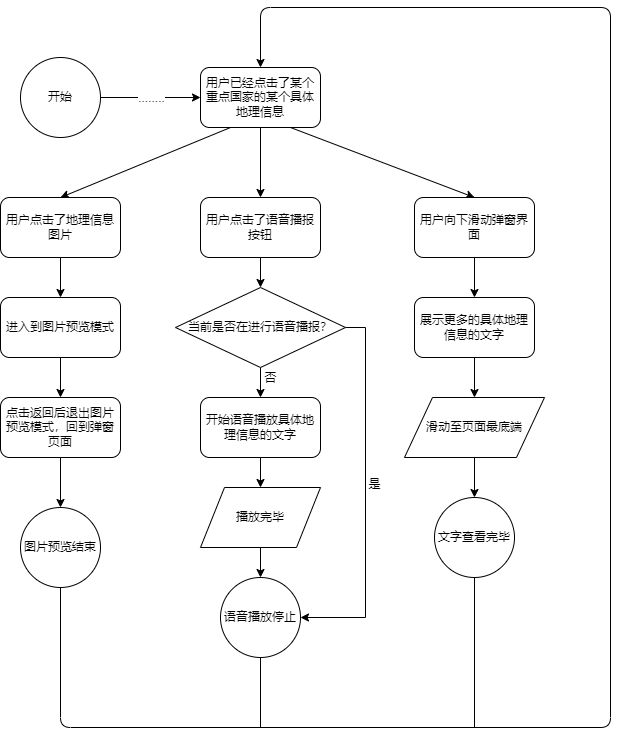 开始
........
用户已经点击了某个
重点国家的某个具体
地理信息
用户点击了地理信息
图片
用户点击了语音播报
按钮
用户向下滑动弹窗界
面
进入到图片预览模式
当前是否在进行语音播报？
展示更多的具体地理
信息的文字
否
点击返回后退出图片
预览模式，回到弹窗
页面
开始语音播放具体地
理信息的文字
滑动至页面最底端
是
播放完毕
图片预览结束
文字查看完毕
语音播放停止